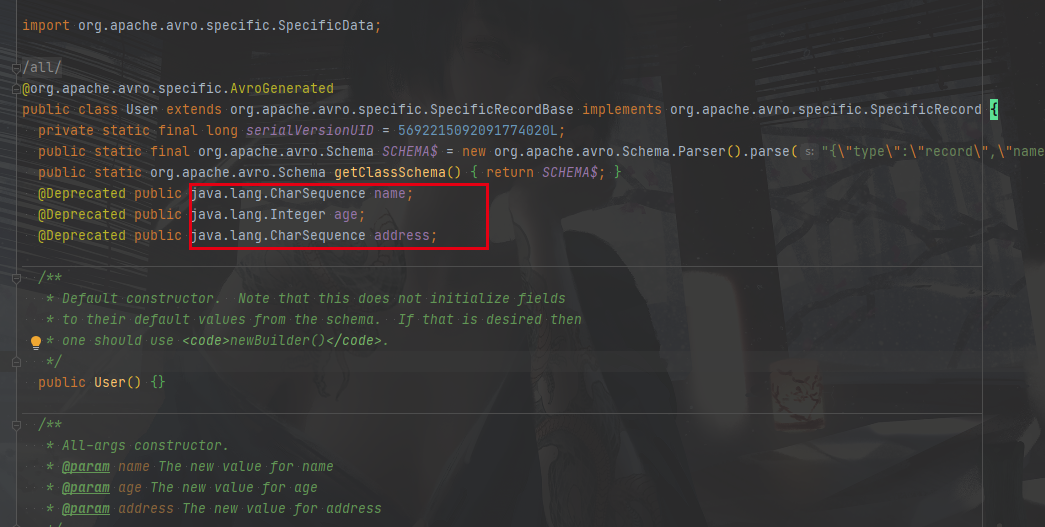 import org.apache.avro.specific.SpecificData;
/all/
@org.apache.avro.specific.AvroGenerated
public class User extends org.apache.avro.specific.SpecificRecordBase implements org.apache.avro.specific.SpecificRecord {
private static final long serialVersionUID = 5692215092091774020L;
public static final org.apache.avro.Schema SCHEMA$ = new org.apache.avro.Schema.Parser().parse( s: "{\"type\":\"record\",\"name
public static org.apache.avro.Schema getClassSchema() { return SCHEMA$; }
@Deprecated public java.lang.CharSequence name;
@Deprecated public java.lang.Integer age;
@Deprecated public java.lang.CharSequence address;
/**
* Default constructor.  Note that this does not initialize fields
* to their default values from the schema.  If that is desired then
* one should use <code>newBuilder()</code>.
*/
public User() {}
/**
* All-args constructor.
* @param name The new value for name
* @param age The new value for age
* @param address The new value for address
*/